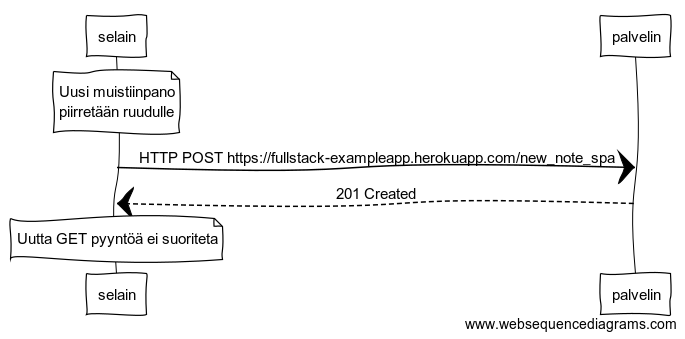 selain
palvelin
Uusi muistiinpano
piirretään ruudulle
HTTP POST https://fullstack-exampleapp.herokuapp.com/new_note_spa
201 Created
Uutta GET pyyntöä ei suoriteta
selain
palvelin
www.websequencediagrams.com